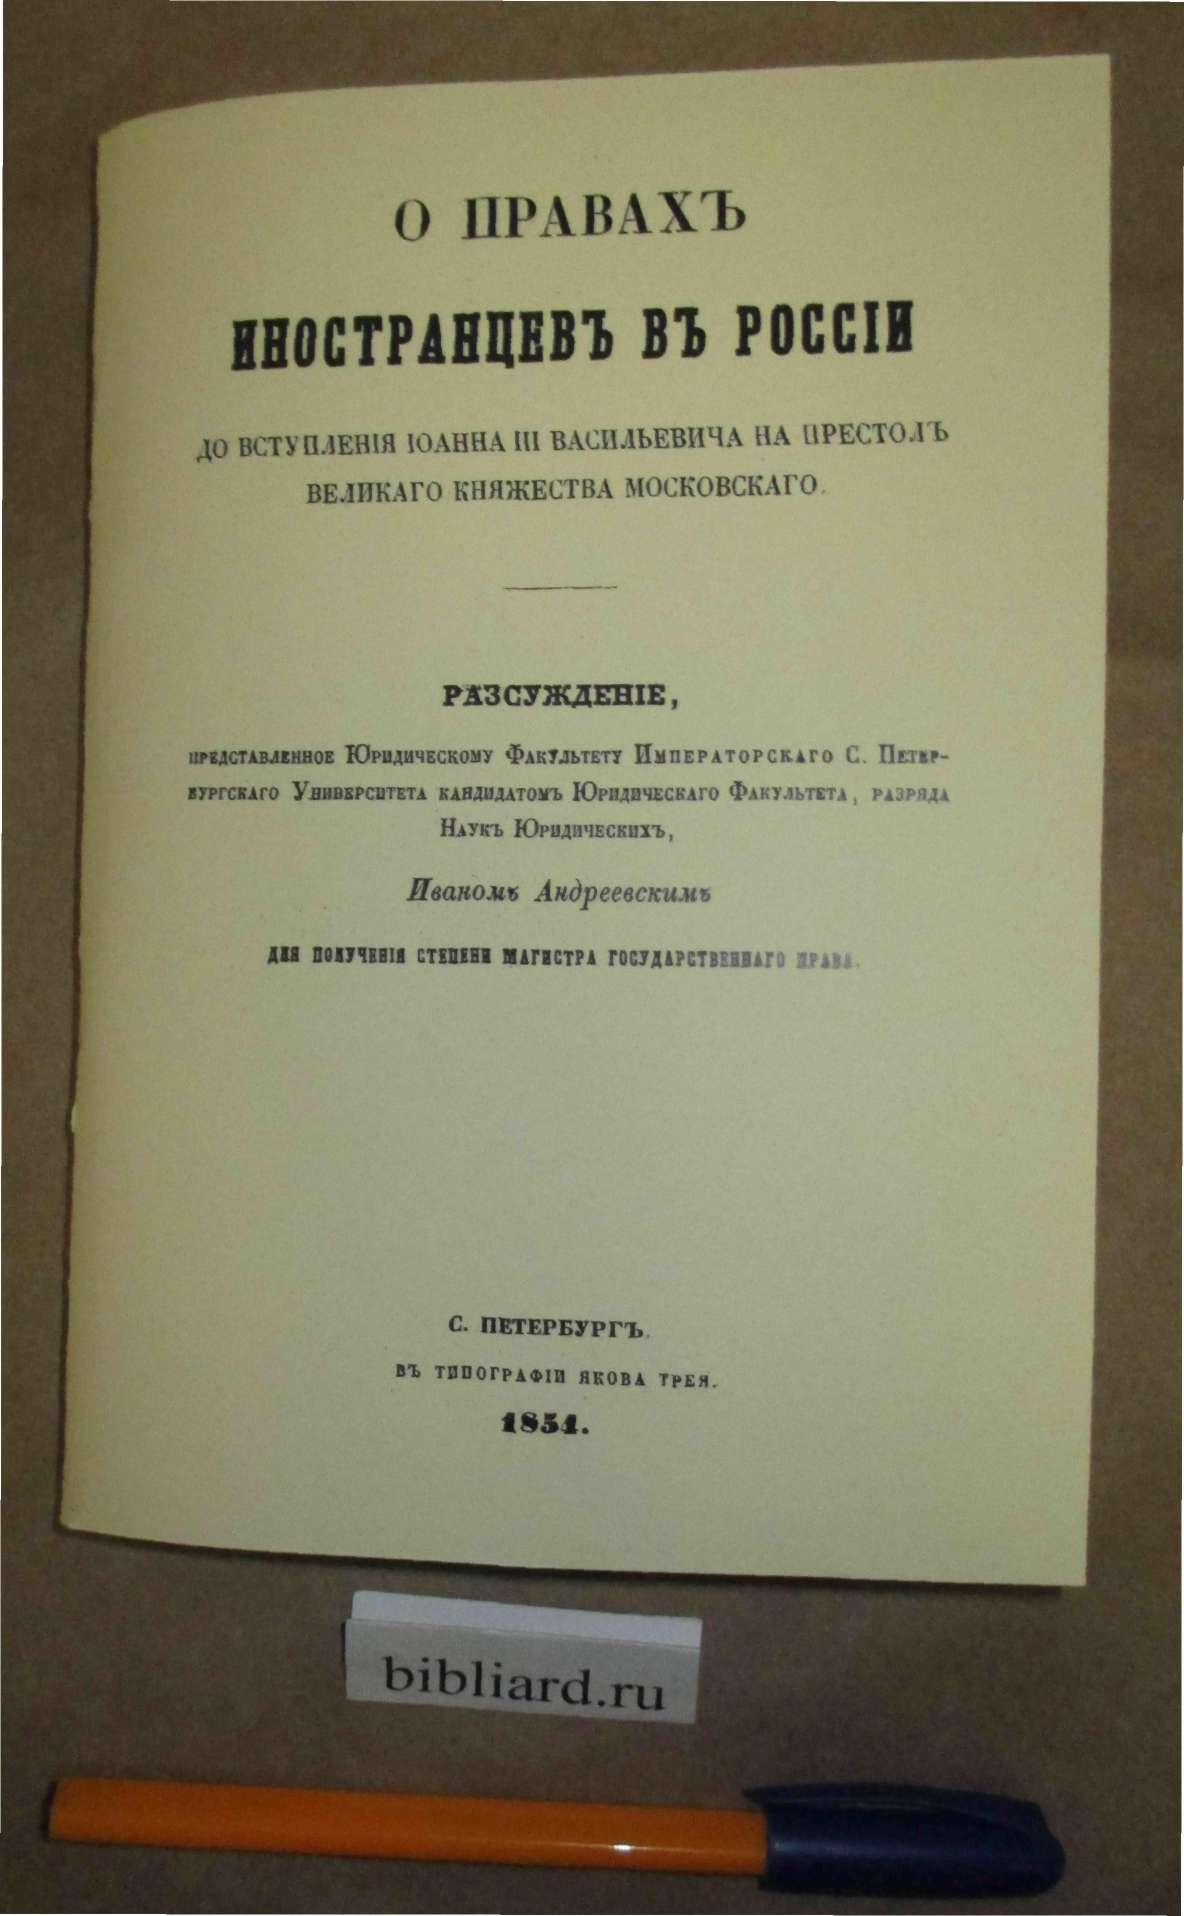 О ПРАВАХЪ
ИНОСТРАНЦЕВЪ ВЪ РОССІИ
ДО ВСТУПЛЕНІЯ ІОАННА III ВАСИЛЬЕВИЧА НА ПРЕСТОЛЪ
ВЕЛИКАГО КНЯЖЕСТВА МОСКОВСКАГО.
РАЗСУЖДЕНІЕ,
ПРЕДСТАВЛЕННОЕ ЮРИДИЧЕСКОМУ ФАКУЛЬТЕТУ ИМПЕРАТОРСКАГО С. ПЕТЕР-
БУРГСКАГО УНИВЕРСИТЕТА КАНДИДАТОМЪ ЮРИДИЧЕСКАГО ФАКУЛЬТЕТА, РАЗРЯДА
НАУКЪ ЮРИДИЧЕСКИХЪ,
Иваномъ Андреевскимъ
ДЛЯ ПОЛУЧЕНІЯ СТЕПЕНИ МАГИСТРА ГОСУДАРСТВЕННАГО ПРАВА.
С. ПЕТЕРБУРГЪ.
ВЪ ТИПОГРАФІИ ЯКОВА ТРЕЯ.
1854.
bibliard.ru